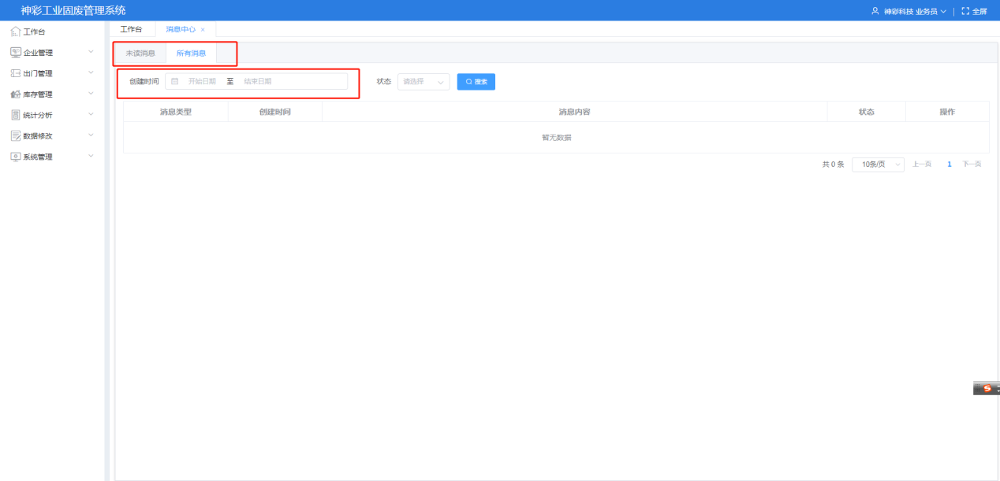 神彩工业固废管理系统
神彩科技 业务员 | 全屏
工作台
企业管理
出门管理
库存管理
统计分析
数据修改
系统管理
工作台 消息中心 ×
未读消息 所有消息
创建时间 开始日期 至 结束日期 状态 请选择 搜索
消息类型 创建时间 消息内容 状态 操作
暂无数据
共 0 条 10条/页 上一页 1 下一页